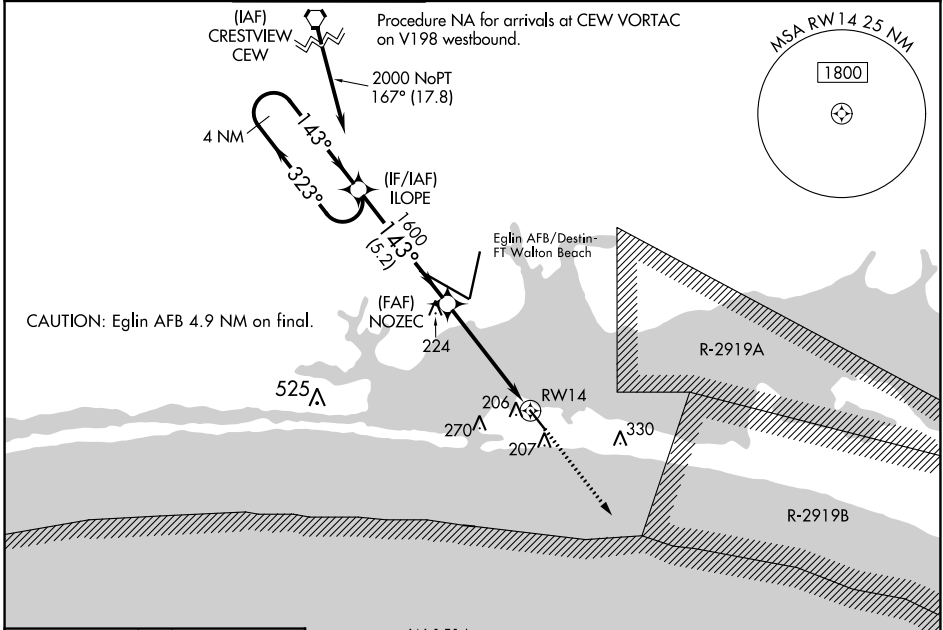 (IAF)
CRESTVIEW
CEW
Procedure NA for arrivals at CEW VORTAC
on V198 westbound.
MSA RW14 25 NM
1800
2000 NoPT
167° (17.8)
4 NM
143°
323°
(IF/IAF)
ILOPE
1600
143°
(5.2)
Eglin AFB/Destin-
FT Walton Beach
(FAF)
NOZEC
CAUTION: Eglin AFB 4.9 NM on final.
224
R-2919A
525
206
RW14
270
207
330
R-2919B